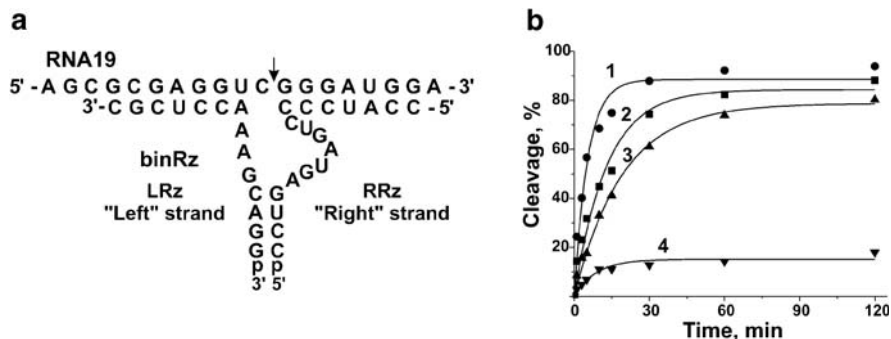 a
RNA19
5' - A G C G C G A G G U C G G G A U G G A - 3'
3'- C G C U C C A C C C U A C C - 5'
A C U G
A A
G A G U
binRz
C G
LRz A U RRz
"Left" strand G C "Right" strand
G C
p p
3' 5'
b
Cleavage, %
100
80
60
40
20
1
2
3
4
0 30 60 90 120
Time, min